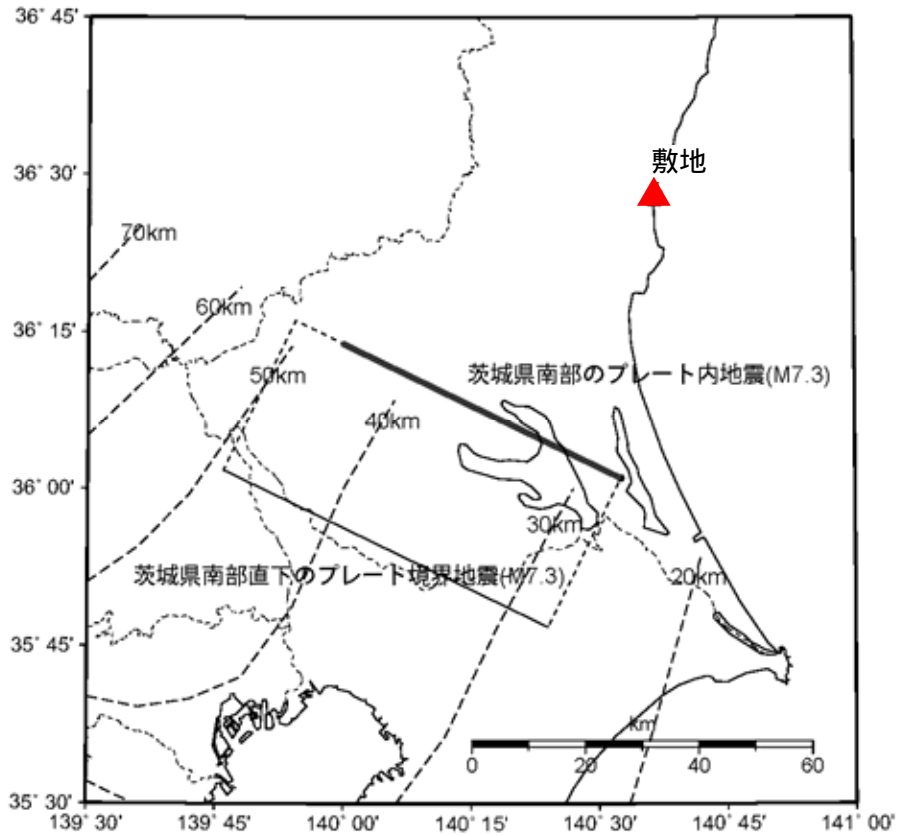 36° 45'
敷地
36° 30'
70km
60km
36° 15'
50km
茨城県南部のプレート内地震(M7.3)
40km
36° 00'
30km
茨城県南部直下のプレート境界地震(M7.3)
20km
35° 45'
km
0 20 40 60
35° 30'
139° 30' 139° 45' 140° 00' 140° 15' 140° 30' 140° 45' 141° 00'